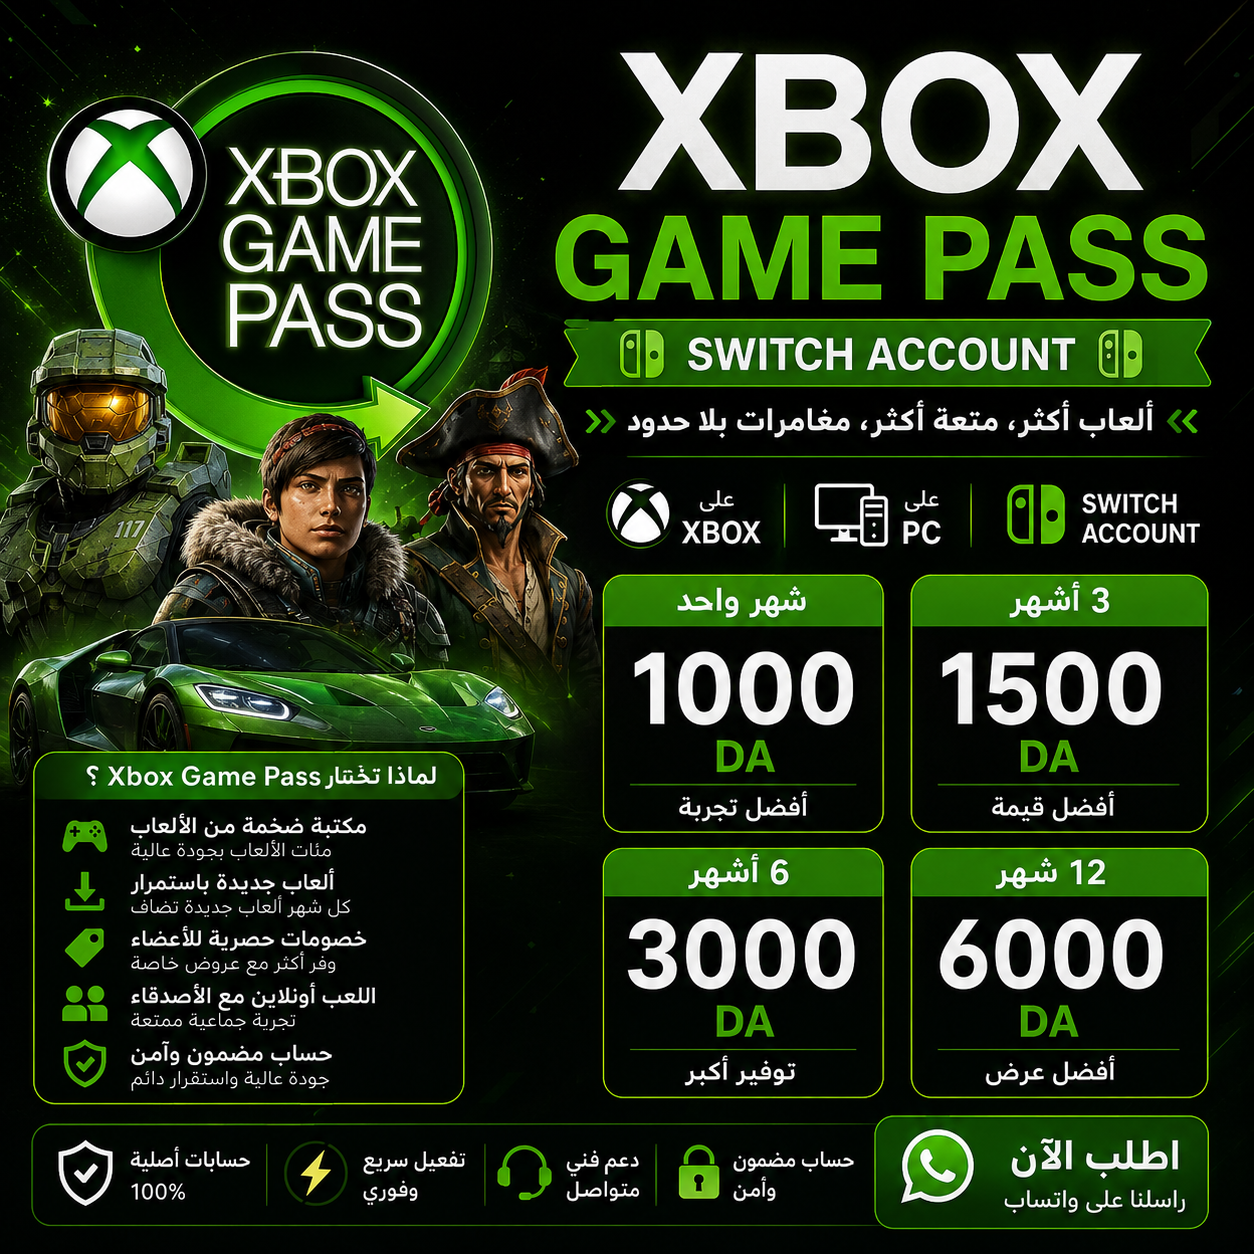 XBOX
GAME
PASS
XBOX
GAME PASS
SWITCH ACCOUNT
ألعاب أكثر، متعة أكثر، مغامرات بلا حدود
على
XBOX
على
PC
SWITCH
ACCOUNT
117
شهر واحد
1000
DA
أفضل تجربة
3 أشهر
1500
DA
أفضل قيمة
6 أشهر
3000
DA
توفير أكبر
12 شهر
6000
DA
أفضل عرض
لماذا تختار Xbox Game Pass ؟
مكتبة ضخمة من الألعاب
مئات الألعاب بجودة عالية
ألعاب جديدة باستمرار
كل شهر ألعاب جديدة تضاف
خصومات حصرية للأعضاء
وفر أكثر مع عروض خاصة
اللعب أونلاين مع الأصدقاء
تجربة جماعية ممتعة
حساب مضمون وآمن
جودة عالية واستقرار دائم
حسابات أصلية
100%
تفعيل سريع
وفوري
دعم فني
متواصل
حساب مضمون
وآمن
اطلب الآن
راسلنا على واتساب